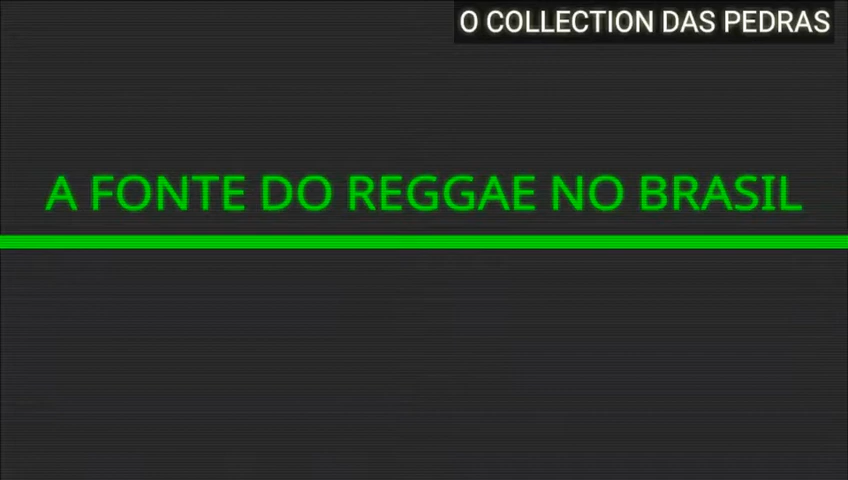 O COLLECTION DAS PEDRAS
A FONTE DO REGGAE NO BRASIL